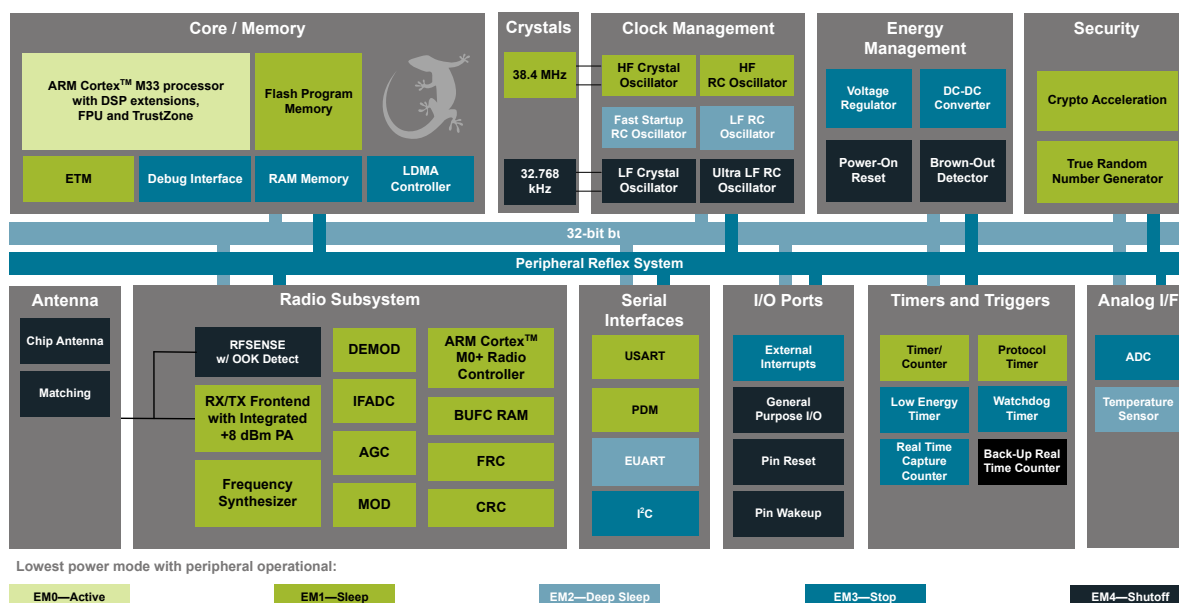 Core / Memory
ARM Cortex™ M33 processor
with DSP extensions,
FPU and TrustZone
Flash Program
Memory
ETM
Debug Interface
RAM Memory
LDMA
Controller
Crystals
38.4 MHz
32.768
kHz
Clock Management
HF Crystal
Oscillator
HF
RC Oscillator
Fast Startup
RC Oscillator
LF RC
Oscillator
LF Crystal
Oscillator
Ultra LF RC
Oscillator
Energy
Management
Voltage
Regulator
DC-DC
Converter
Power-On
Reset
Brown-Out
Detector
Security
Crypto Acceleration
True Random
Number Generator
32-bit
Peripheral Reflex System
Antenna
Chip Antenna
Matching
Radio Subsystem
RFSENSE
w/ OOK Detect
RX/TX Frontend
with Integrated
+8 dBm PA
Frequency
Synthesizer
DEMOD
IFADC
AGC
MOD
ARM Cortex™
M0+ Radio
Controller
BUFC RAM
FRC
CRC
Serial
Interfaces
USART
PDM
EUART
I²C
I/O Ports
External
Interrupts
General
Purpose I/O
Pin Reset
Pin Wakeup
Timers and Triggers
Timer/
Counter
Protocol
Timer
Low Energy
Timer
Watchdog
Timer
Real Time
Capture
Counter
Back-Up Real
Time Counter
Analog I/F
ADC
Temperature
Sensor
Lowest power mode with peripheral operational:
EM0—Active
EM1—Sleep
EM2—Deep Sleep
EM3—Stop
EM4—Shutoff